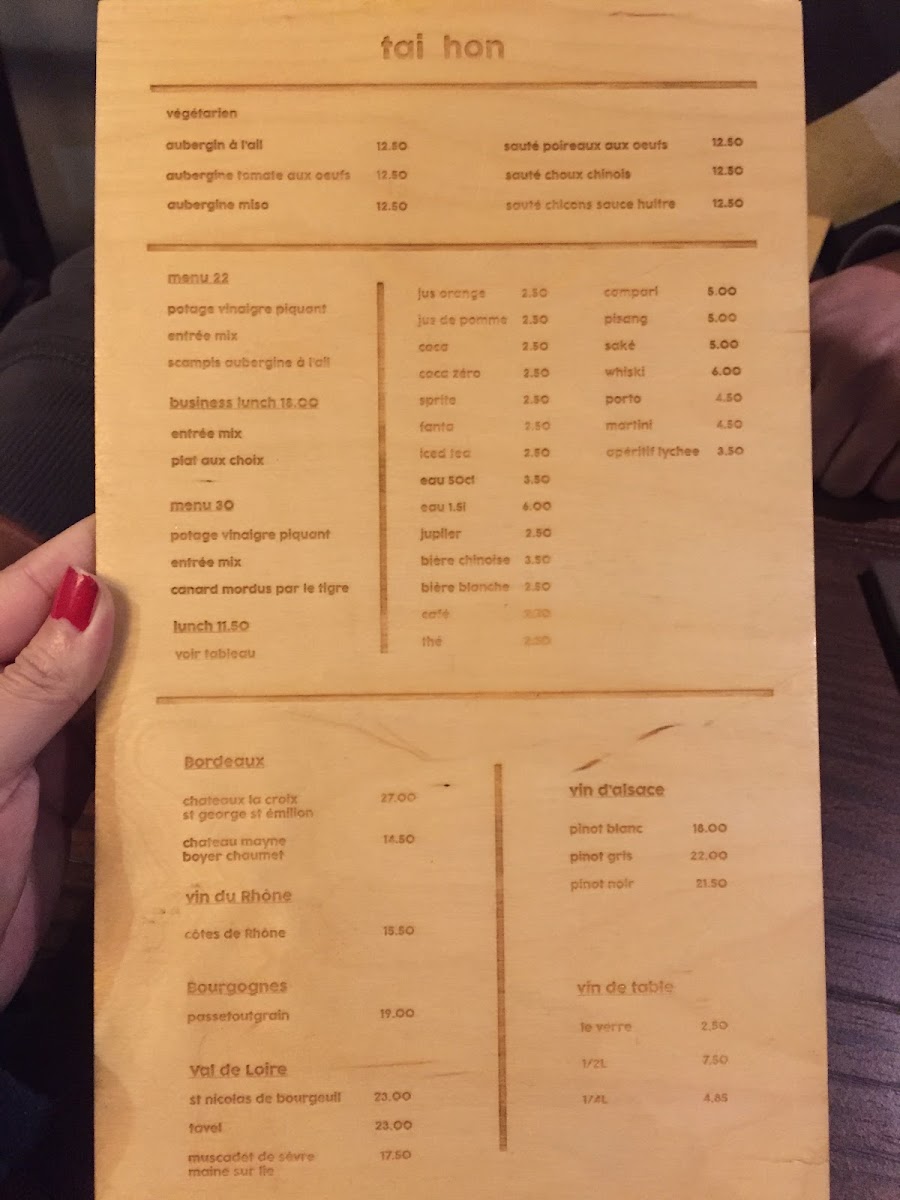 tai hon
végétarien
aubergin à l'ail 12.50
aubergine tomate aux oeufs 12.50
aubergine miso 12.50
sauté poireaux aux oeufs 12.50
sauté choux chinois 12.50
sauté chicons sauce huitre 12.50
menu 22
potage vinaigre piquant
entrée mix
scampis aubergine à l'ail
business lunch 18.00
entrée mix
plat aux choix
menu 30
potage vinaigre piquant
entrée mix
canard mordus par le tigre
lunch 11.50
voir tableau
jus orange 2.50
jus de pomme 2.50
coca 2.50
coca zéro 2.50
sprite 2.50
fanta 2.50
iced tea 2.50
eau 50cl 3.50
eau 1.5l 6.00
jupiler 2.50
bière chinoise 3.50
bière blanche 2.50
café
thé
campari 5.00
pisang 5.00
saké 5.00
whiski 6.00
porto 4.50
martini 4.50
apéritif lychee 3.50
Bordeaux
chateaux la croix 27.00
st george st émilion
chateau mayne
boyer chaumet
vin du Rhône
côtes de Rhône 15.50
Bourgognes
passetoutgrain 19.00
Val de Loire
st nicolas de bourgeuil 23.00
tavel 23.00
muscadet de sévre 17.50
maine sur lie
vin d'alsace
pinot blanc 18.00
pinot gris 22.00
pinot noir 21.50
vin de table
le verre 2.50
1/2L 7.50
1/4L 4.85